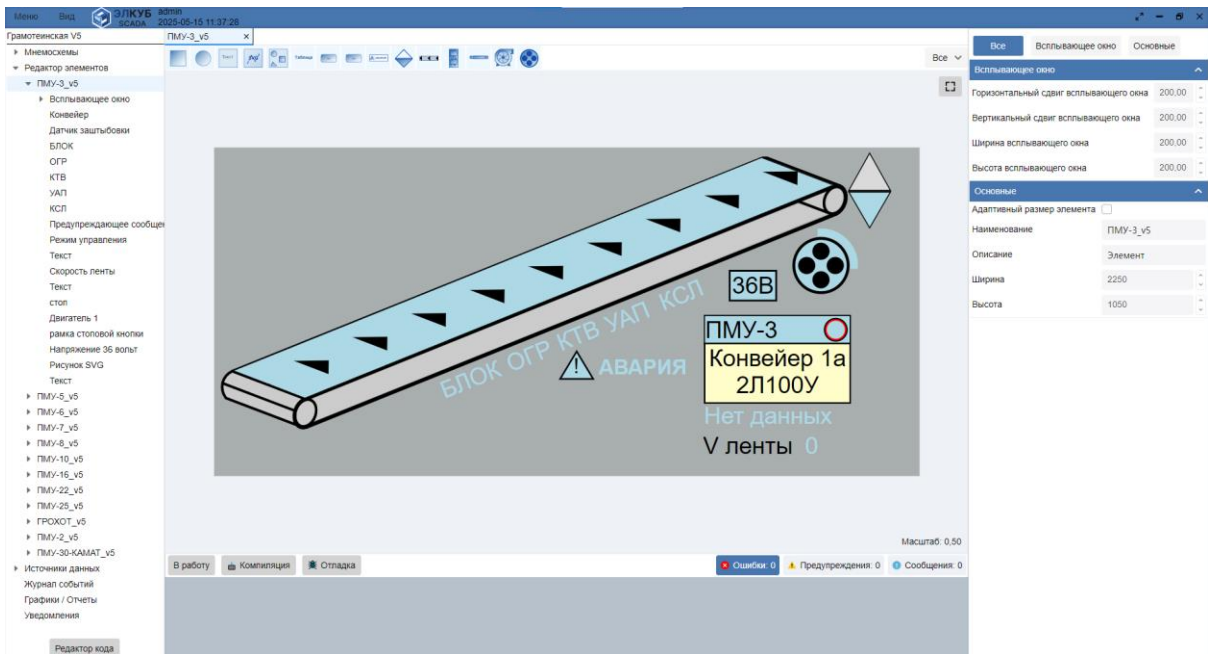 Меню Вид ЭЛКУБ SCADA admin 2025-05-15 11:37:28
Грамотеинская V5
Мнемосхемы
Редактор элементов
ПМУ-3_v5
Всплывающее окно
Конвейер
Датчик заштыбовки
БЛОК
ОГР
КТВ
УАП
КСЛ
Предупреждающее сообщен
Режим управления
Текст
Скорость ленты
Текст
стоп
Двигатель 1
рамка стоповой кнопки
Напряжение 36 вольт
Рисунок SVG
Текст
ПМУ-5_v5
ПМУ-6_v5
ПМУ-7_v5
ПМУ-8_v5
ПМУ-10_v5
ПМУ-16_v5
ПМУ-22_v5
ПМУ-25_v5
ГРОХОТ_v5
ПМУ-2_v5
ПМУ-30-КАМАТ_v5
Источники данных
Журнал событий
Графики / Отчеты
Уведомления
Редактор кода
ПМУ-3_v5 x
Текст Таблица Все
36В
БЛОК ОГР КТВ УАП КСЛ
! АВАРИЯ
ПМУ-3
Конвейер 1а
2Л100У
Нет данных
V ленты 0
Масштаб: 0,50
В работу Компиляция Отладка Ошибки: 0 Предупреждения: 0 Сообщения: 0
Все Всплывающее окно Основные
Всплывающее окно
Горизонтальный сдвиг всплывающего окна 200,00
Вертикальный сдвиг всплывающего окна 200,00
Ширина всплывающего окна 200,00
Высота всплывающего окна 200,00
Основные
Адаптивный размер элемента
Наименование ПМУ-3_v5
Описание Элемент
Ширина 2250
Высота 1050